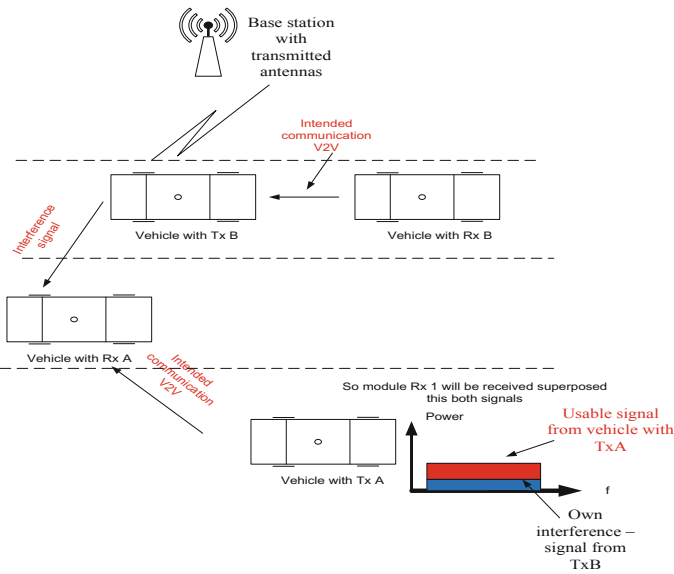 Base station
with
transmitted
antennas
Intended
communication
V2V
Vehicle with Tx B
Vehicle with Rx B
Interference
signal
Vehicle with Rx A
Intended
communication
V2V
So module Rx 1 will be received superposed
this both signals
Power
Usable signal
from vehicle with
TxA
Vehicle with Tx A
f
Own
interference –
signal from
TxB